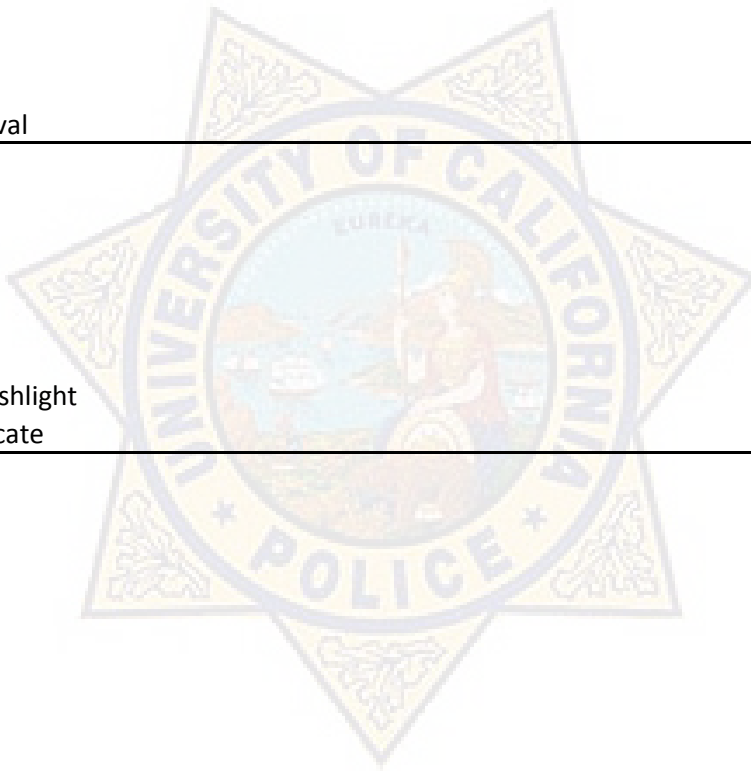 val
UNIVERSITY OF CALIFORNIA
EUREKA
shlight
cate
POLICE